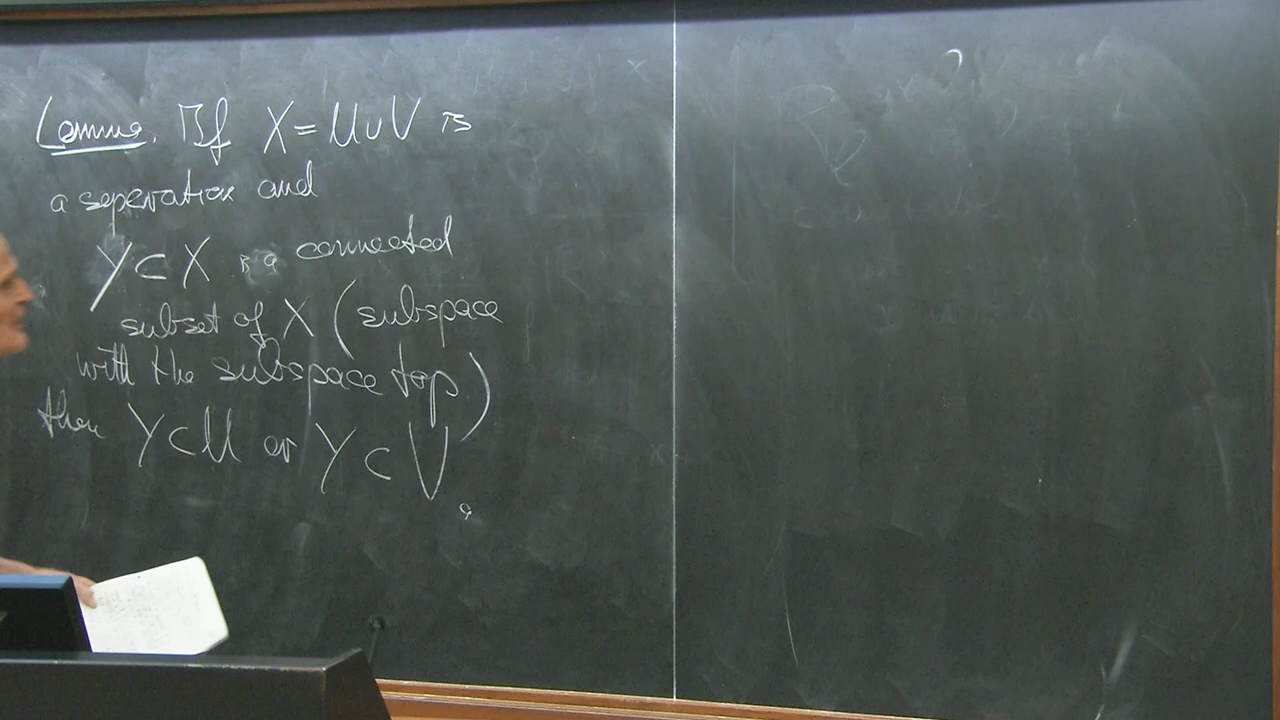 Lemma. If X = U ∪ V is
a seperation and
Y ⊂ X is a connected
subset of X (subspace
with the subspace top)
then Y ⊂ U or Y ⊂ V.